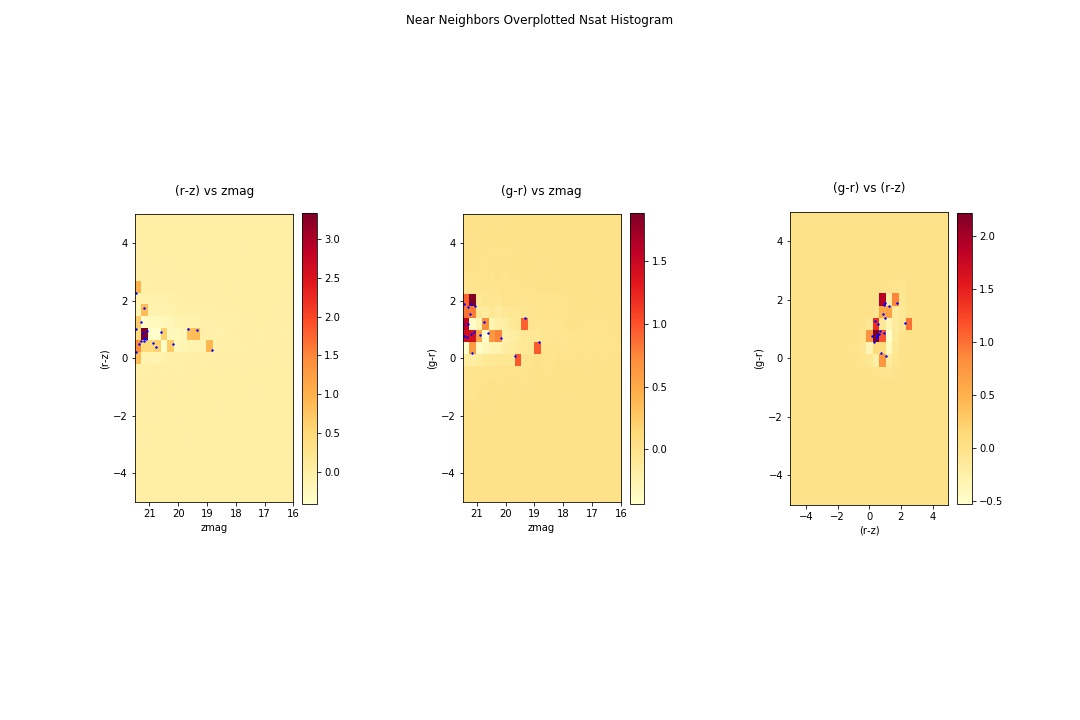 Near Neighbors Overplotted Nsat Histogram
(r-z) vs zmag
(g-r) vs zmag
(g-r) vs (r-z)
4
2
0
−2
−4
(r-z)
21 20 19 18 17 16
zmag
3.0
2.5
2.0
1.5
1.0
0.5
0.0
4
2
0
−2
−4
(g-r)
21 20 19 18 17 16
zmag
1.5
1.0
0.5
0.0
4
2
0
−2
−4
(g-r)
−4 −2 0 2 4
(r-z)
2.0
1.5
1.0
0.5
0.0
−0.5